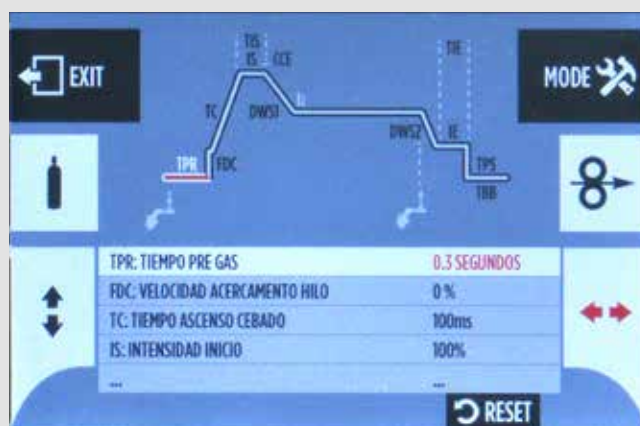 EXIT
MODE
TIS
IS CCE
TIE
TC
DWS1
II
DWS2
IE
TPR
FDC
TPS
TBB
TPR: TIEMPO PRE GAS 0.3 SEGUNDOS
FDC: VELOCIDAD ACERCAMENTO HILO 0 %
TC: TIEMPO ASCENSO CEBADO 100ms
IS: INTENSIDAD INICIO 100%
... ...
RESET